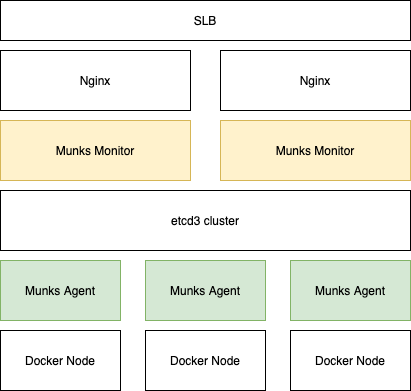 SLB
Nginx
Nginx
Munks Monitor
Munks Monitor
etcd3 cluster
Munks Agent
Munks Agent
Munks Agent
Docker Node
Docker Node
Docker Node